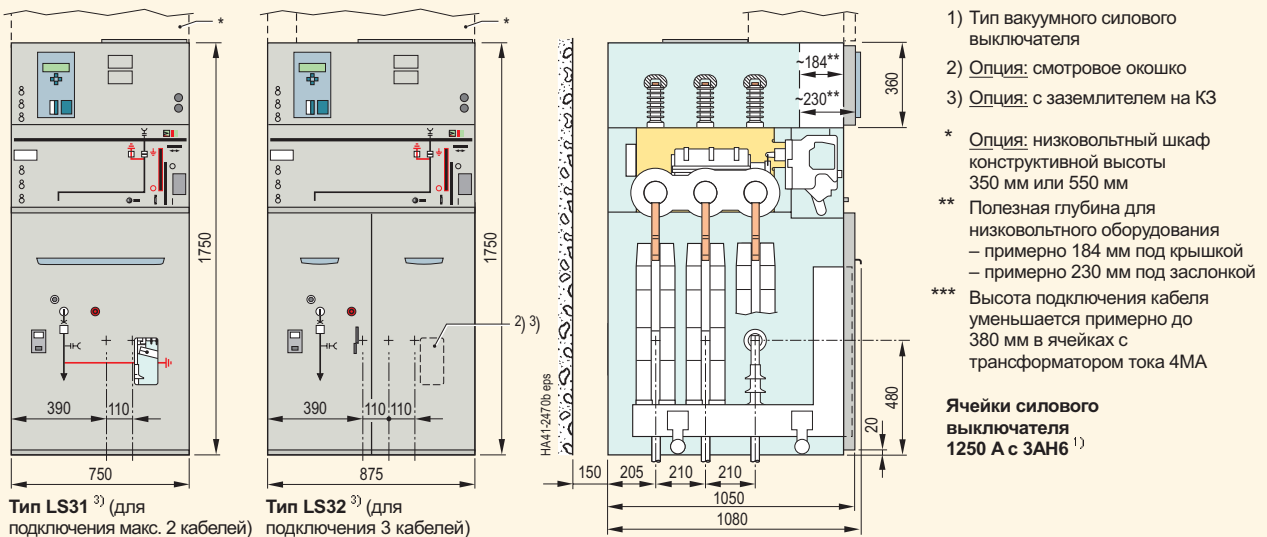 *
1750
390
110
750
Тип LS31 3) (для
подключения макс. 2 кабелей)
*
1750
2) 3)
390
110
110
875
Тип LS32 3) (для
подключения 3 кабелей)
HA41-2470b eps
~184**
~230**
360
480
20
150
205
210
210
1050
1080
1) Тип вакуумного силового
выключателя
2) Опция: смотровое окошко
3) Опция: с заземлителем на КЗ
* Опция: низковольтный шкаф
конструктивной высоты
350 мм или 550 мм
** Полезная глубина для
низковольтного оборудования
– примерно 184 мм под крышкой
– примерно 230 мм под заслонкой
*** Высота подключения кабеля
уменьшается примерно до
380 мм в ячейках с
трансформатором тока 4MA
Ячейки силового
выключателя
1250 A с 3AH6 1)